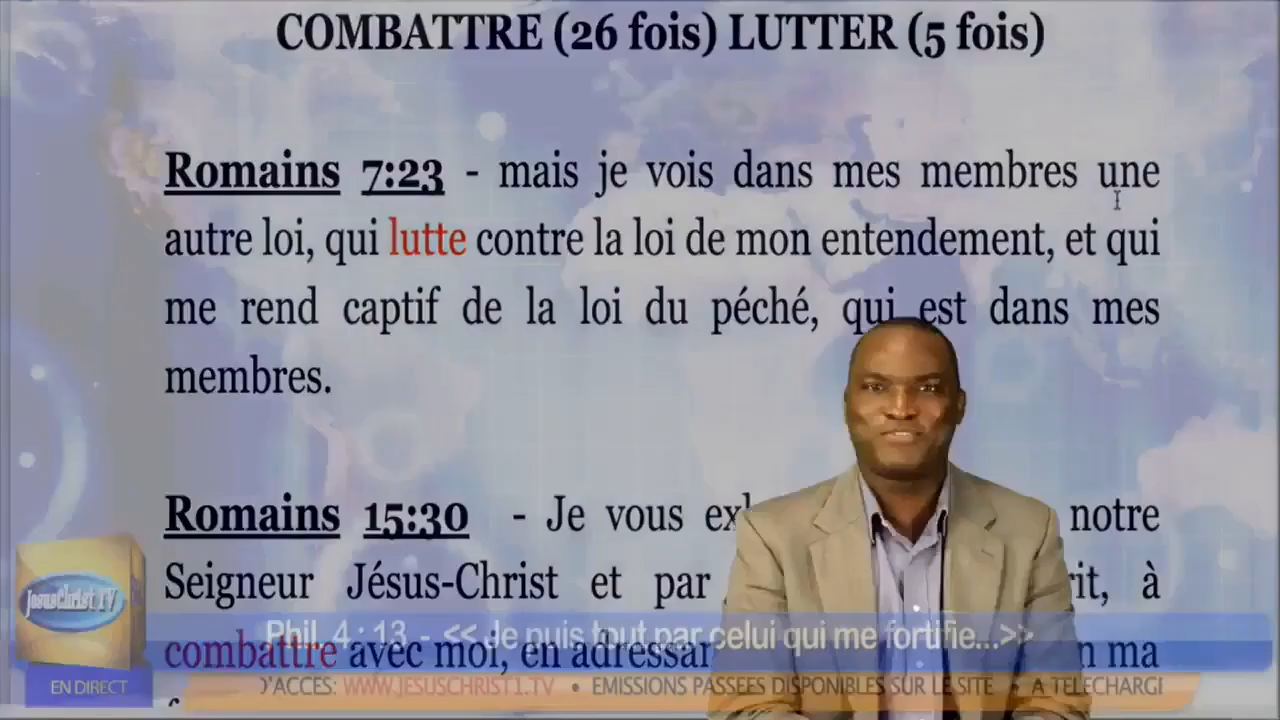 COMBATTRE (26 fois) LUTTER (5 fois)
Romains 7:23 - mais je vois dans mes membres une
autre loi, qui lutte contre la loi de mon entendement, et qui
me rend captif de la loi du péché, qui est dans mes
membres.
Romains 15:30 - Je vous notre
Seigneur Jésus-Christ et par à
combattre avec moi, en ma
Phil. 4 : 13 - << Je puis tout par celui qui me fortifie...>>
JesusChrist TV
EN DIRECT
D'ACCES: WWW.JESUSCHRIST1.TV • EMISSIONS PASSEES DISPONIBLES SUR LE SITE • A TELECHARG